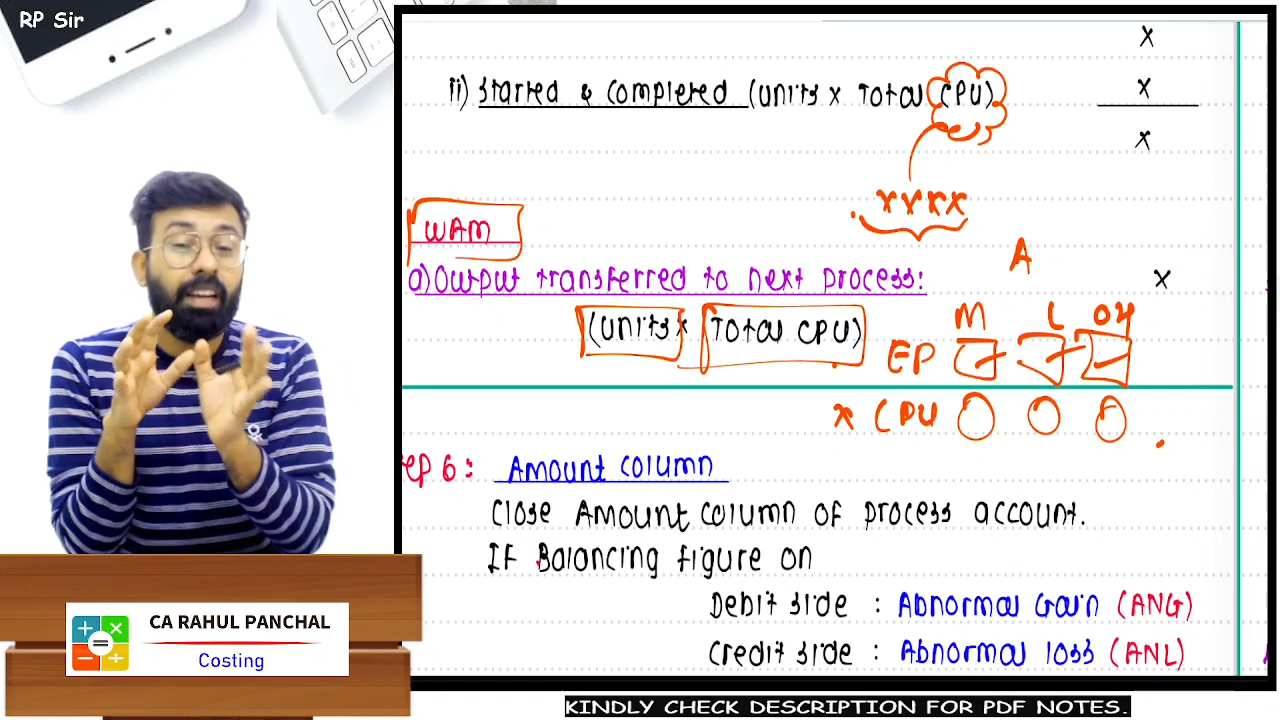 RP Sir
x
ii) Started & Completed (Units x Total CPU) x
x
xxxx
WAM
A
a) Output transferred to next process: x
(Units x Total CPU)
M L OH
EP
x CPU
ep 6: Amount column
Close Amount column of process account.
If Balancing figure on
Debit side : Abnormal Gain (ANG)
Credit side : Abnormal loss (ANL)
CA RAHUL PANCHAL
Costing
KINDLY CHECK DESCRIPTION FOR PDF NOTES.